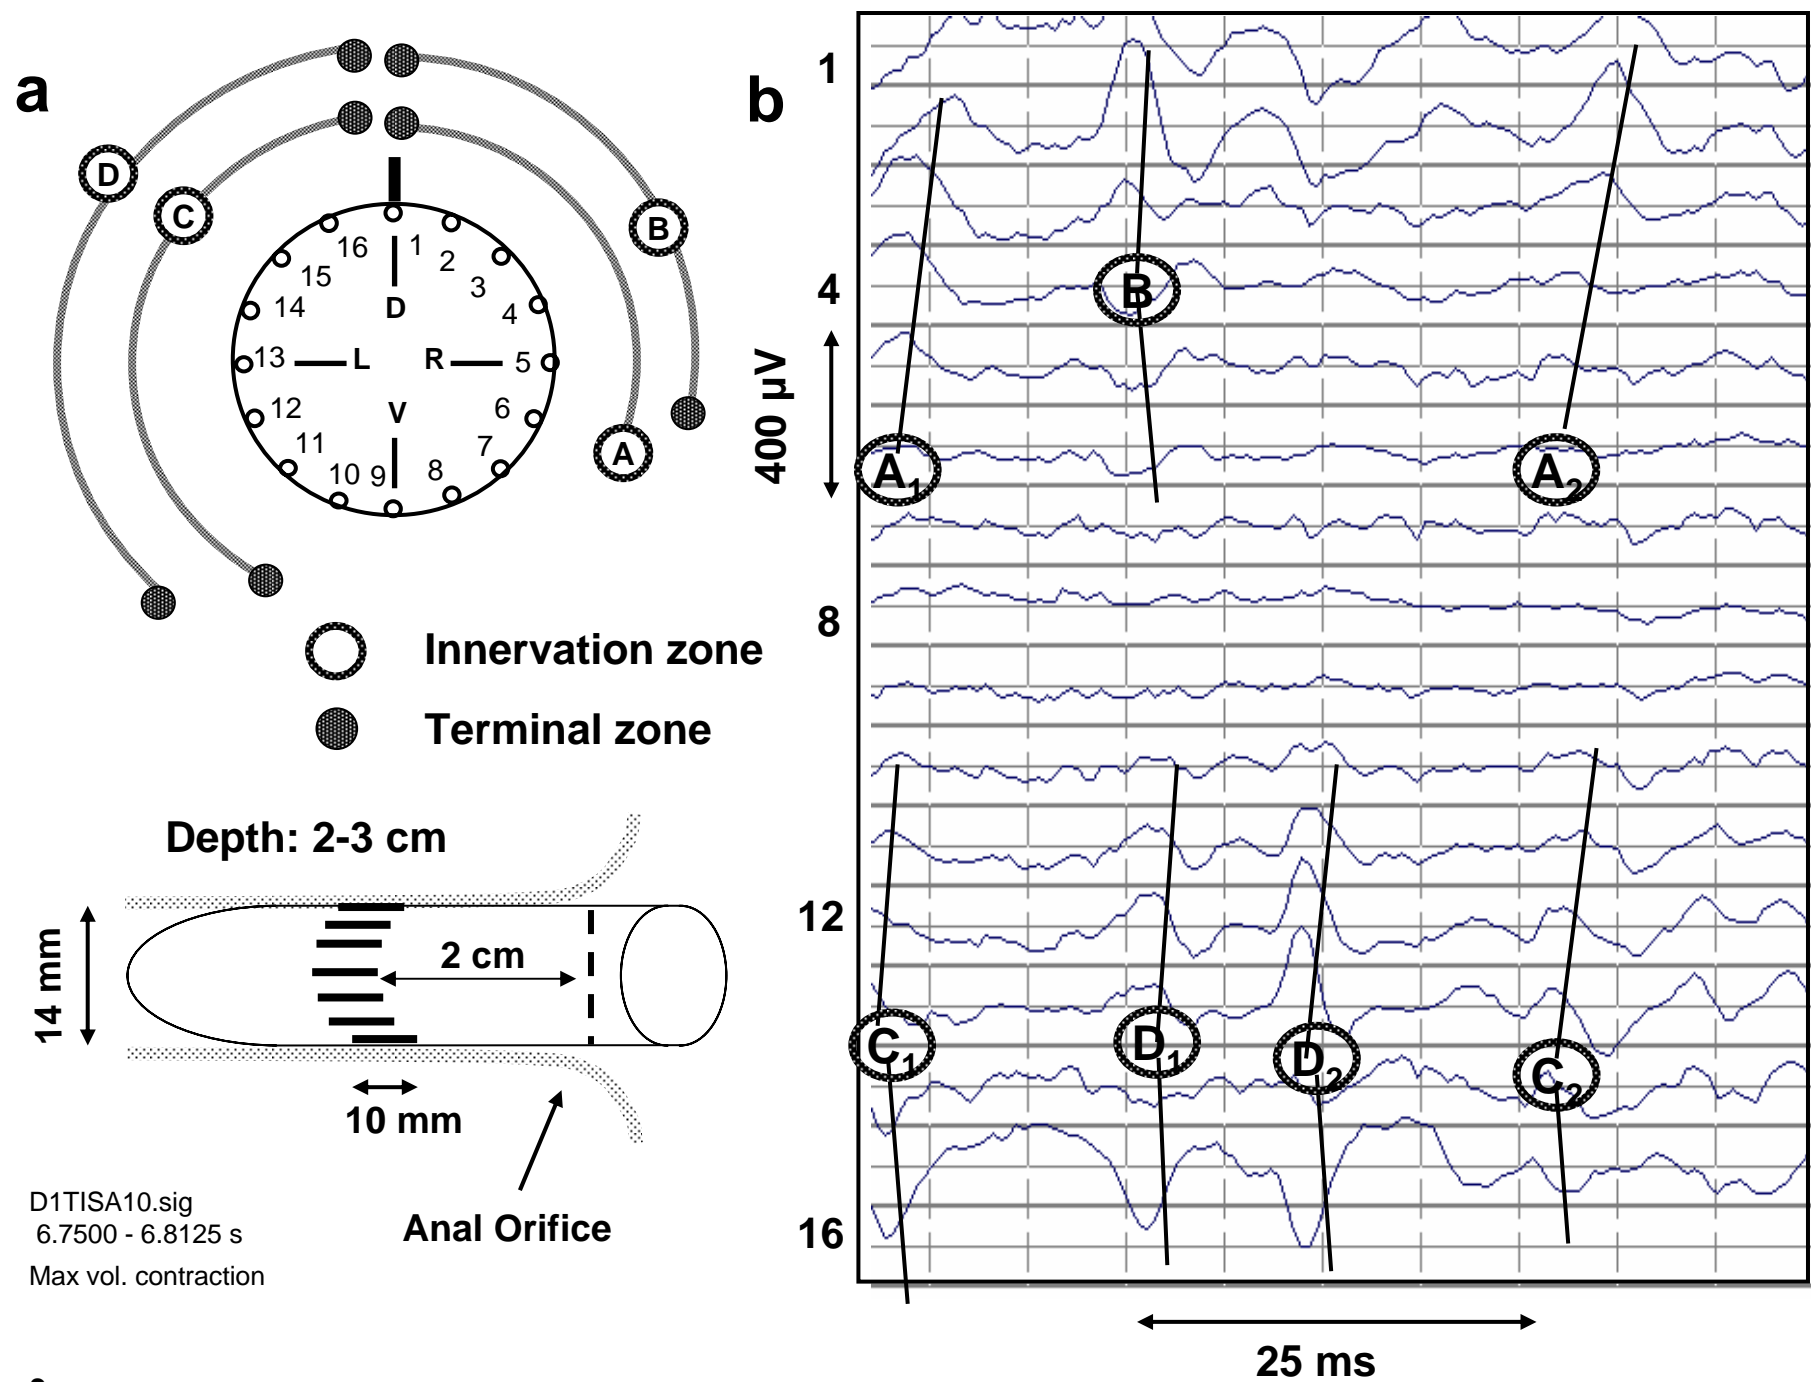 a
D
C
B
A
1
2
3
4
5
6
7
8
9
10
11
12
13
14
15
16
D
L
R
V
Innervation zone
Terminal zone
Depth: 2-3 cm
14 mm
2 cm
10 mm
Anal Orifice
D1TISA10.sig
6.7500 - 6.8125 s
Max vol. contraction
b
1
4
400 µV
8
12
16
B
A1
A2
C1
D1
D2
C2
25 ms